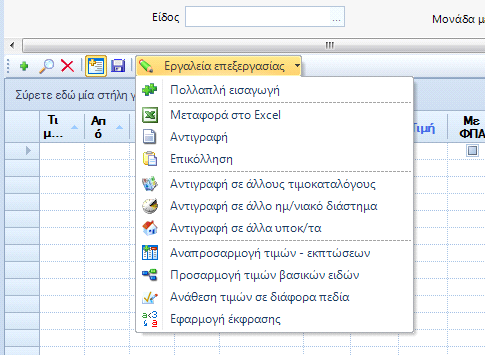 Είδος
...
Μονάδα με
Εργαλεία επεξεργασίας
Σύρετε εδώ μία στήλη γ
Τι μ...
Απ ό
Τιμή
Με ΦΠΑ
Πολλαπλή εισαγωγή
Μεταφορά στο Excel
Αντιγραφή
Επικόλληση
Αντιγραφή σε άλλους τιμοκαταλόγους
Αντιγραφή σε άλλο ημ/νιακό διάστημα
Αντιγραφή σε άλλα υποκ/τα
Αναπροσαρμογή τιμών - εκπτώσεων
Προσαρμογή τιμών βασικών ειδών
Ανάθεση τιμών σε διάφορα πεδία
Εφαρμογή έκφρασης